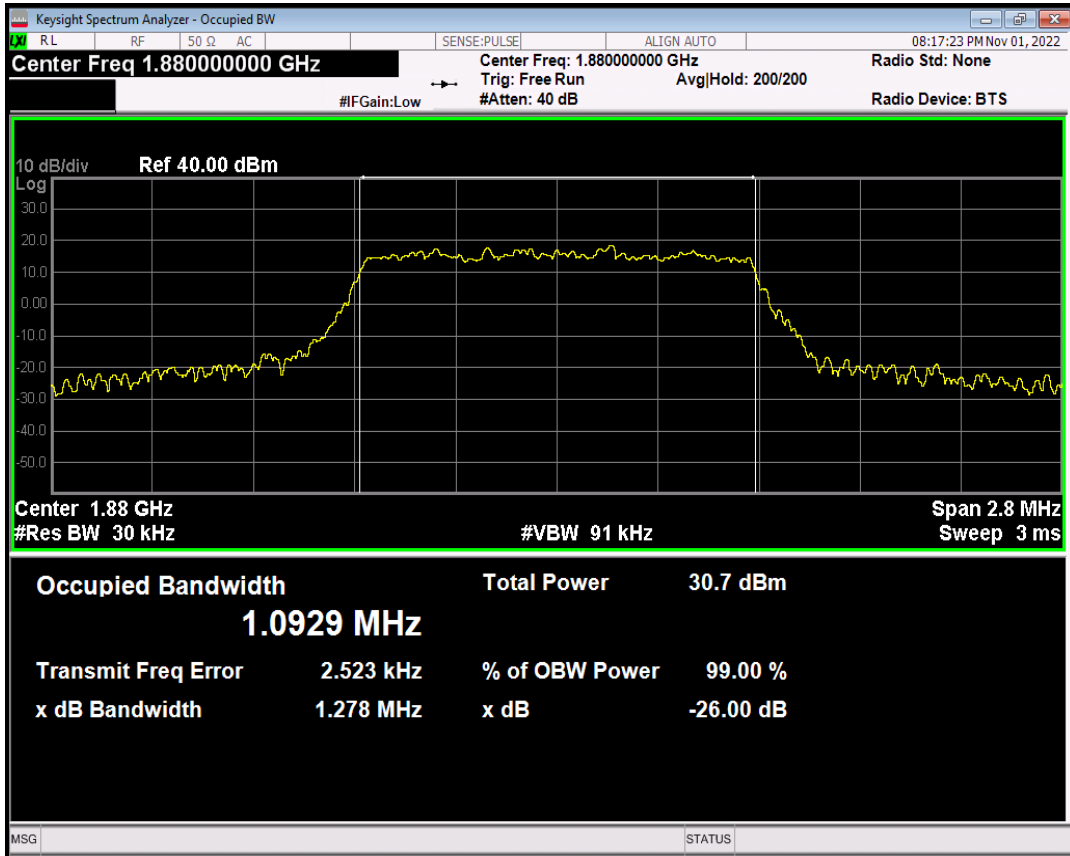 Keysight Spectrum Analyzer - Occupied BW
LXI RL RF 50 Ω AC SENSE:PULSE ALIGN AUTO 08:17:23 PM Nov 01, 2022
Center Freq 1.880000000 GHz Center Freq: 1.880000000 GHz Radio Std: None
Trig: Free Run Avg|Hold: 200/200
#IFGain:Low #Atten: 40 dB Radio Device: BTS
10 dB/div Ref 40.00 dBm
Log
30.0
20.0
10.0
0.00
-10.0
-20.0
-30.0
-40.0
-50.0
Center 1.88 GHz Span 2.8 MHz
#Res BW 30 kHz #VBW 91 kHz Sweep 3 ms
Occupied Bandwidth Total Power 30.7 dBm
1.0929 MHz
Transmit Freq Error 2.523 kHz % of OBW Power 99.00 %
x dB Bandwidth 1.278 MHz x dB -26.00 dB
MSG STATUS